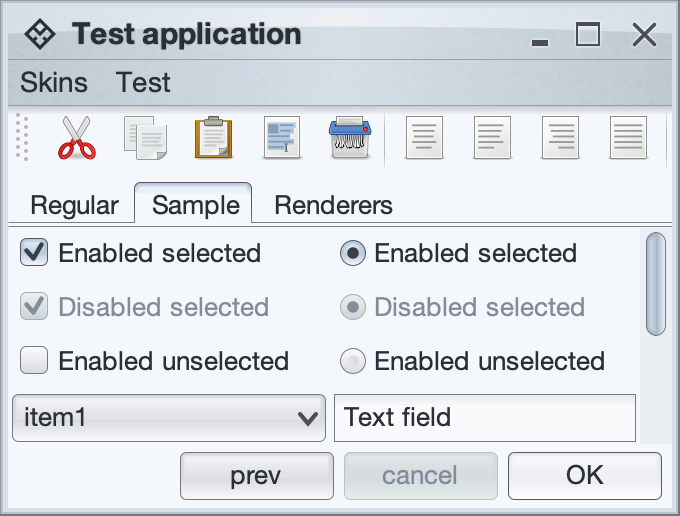 Test application
Skins Test
Regular Sample Renderers
Enabled selected Enabled selected
Disabled selected Disabled selected
Enabled unselected Enabled unselected
item1 Text field
prev cancel OK